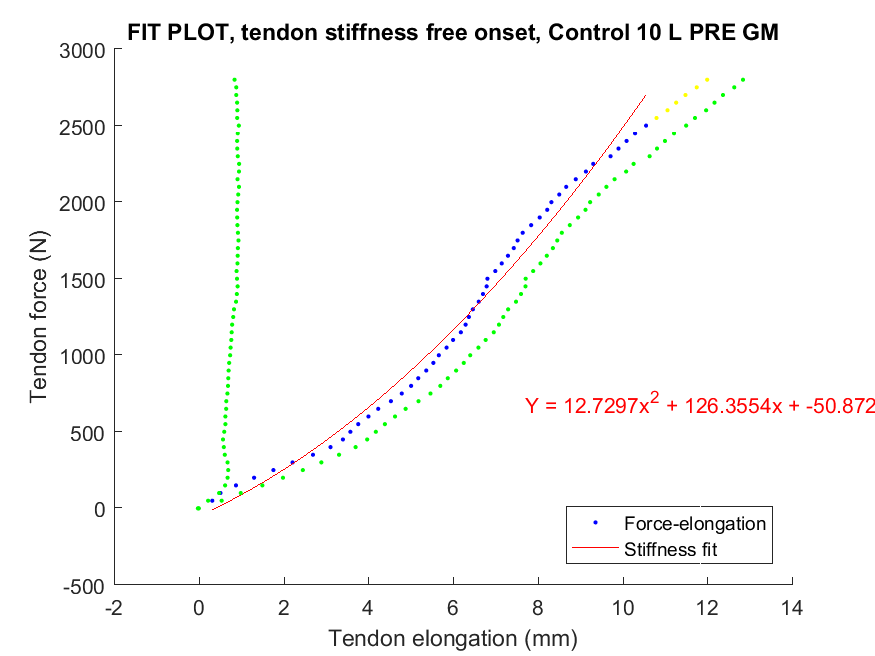 FIT PLOT, tendon stiffness free onset, Control 10 L PRE GM
3000
2500
2000
1500
1000
500
0
-500
Tendon force (N)
Y = 12.7297x² + 126.3554x + -50.872
Force-elongation
Stiffness fit
-2 0 2 4 6 8 10 12 14
Tendon elongation (mm)